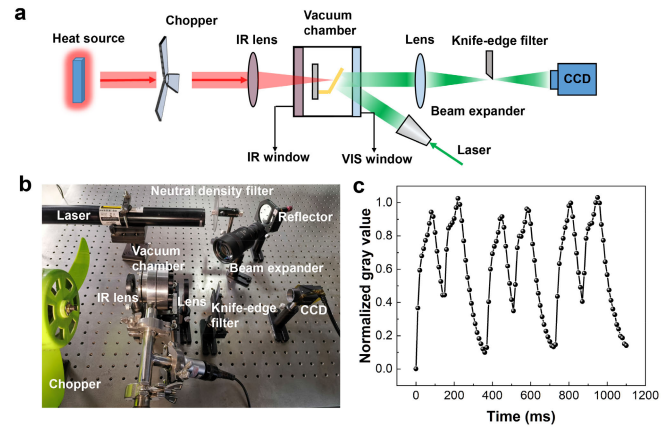 a
Heat source
Chopper
IR lens
Vacuum
chamber
Lens
Knife-edge filter
CCD
Beam expander
Laser
IR window
VIS window
b
Neutral density filter
Laser
Reflector
Vacuum
chamber
Beam expander
IR lens
Lens
Knife-edge
filter
CCD
Chopper
c
Normalized gray value
1.0
0.8
0.6
0.4
0.2
0.0
0 200 400 600 800 1000 1200
Time (ms)